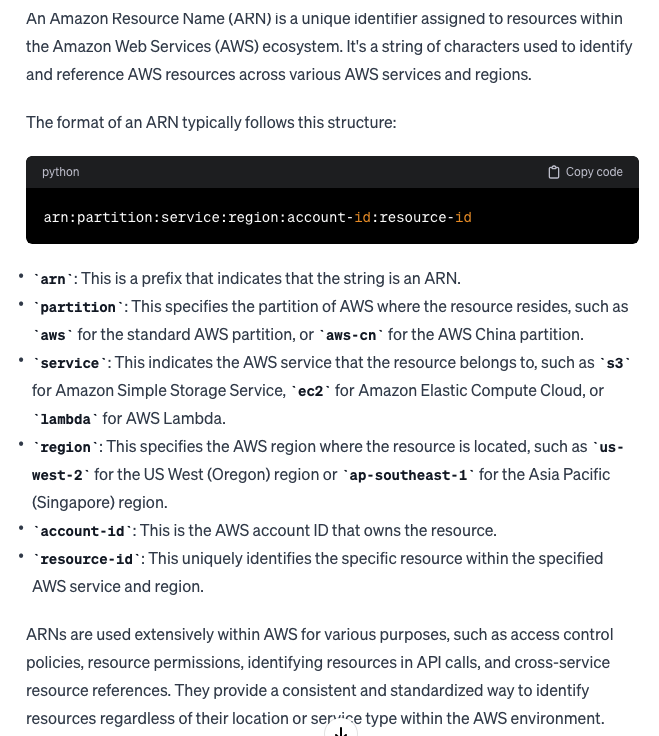 An Amazon Resource Name (ARN) is a unique identifier assigned to resources within
the Amazon Web Services (AWS) ecosystem. It's a string of characters used to identify
and reference AWS resources across various AWS services and regions.
The format of an ARN typically follows this structure:
python Copy code
arn:partition:service:region:account-id:resource-id
• `arn`: This is a prefix that indicates that the string is an ARN.
• `partition`: This specifies the partition of AWS where the resource resides, such as
`aws` for the standard AWS partition, or `aws-cn` for the AWS China partition.
• `service`: This indicates the AWS service that the resource belongs to, such as `s3`
for Amazon Simple Storage Service, `ec2` for Amazon Elastic Compute Cloud, or
`lambda` for AWS Lambda.
• `region`: This specifies the AWS region where the resource is located, such as `us-
west-2` for the US West (Oregon) region or `ap-southeast-1` for the Asia Pacific
(Singapore) region.
• `account-id`: This is the AWS account ID that owns the resource.
• `resource-id`: This uniquely identifies the specific resource within the specified
AWS service and region.
ARNs are used extensively within AWS for various purposes, such as access control
policies, resource permissions, identifying resources in API calls, and cross-service
resource references. They provide a consistent and standardized way to identify
resources regardless of their location or service type within the AWS environment.